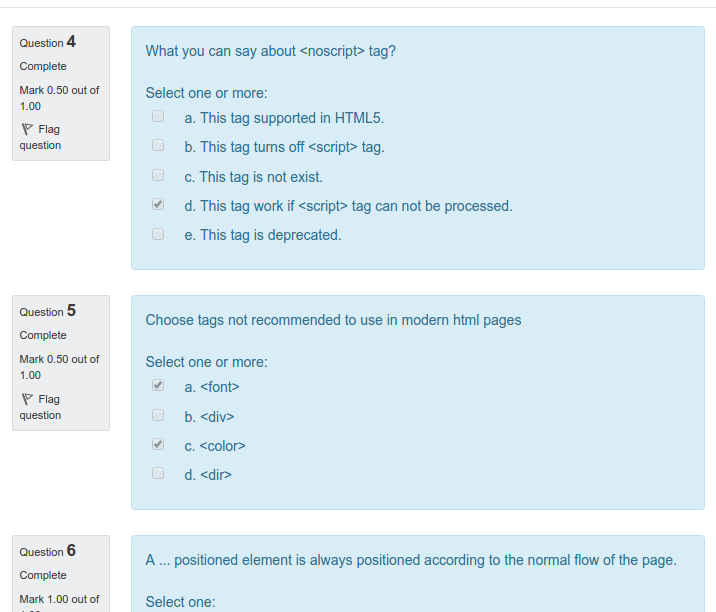 Question 4
Complete
Mark 0.50 out of
1.00
Flag
question
What you can say about <noscript> tag?
Select one or more:
a. This tag supported in HTML5.
b. This tag turns off <script> tag.
c. This tag is not exist.
d. This tag work if <script> tag can not be processed.
e. This tag is deprecated.
Question 5
Complete
Mark 0.50 out of
1.00
Flag
question
Choose tags not recommended to use in modern html pages
Select one or more:
a. <font>
b. <div>
c. <color>
d. <dir>
Question 6
Complete
Mark 1.00 out of
A ... positioned element is always positioned according to the normal flow of the page.
Select one: